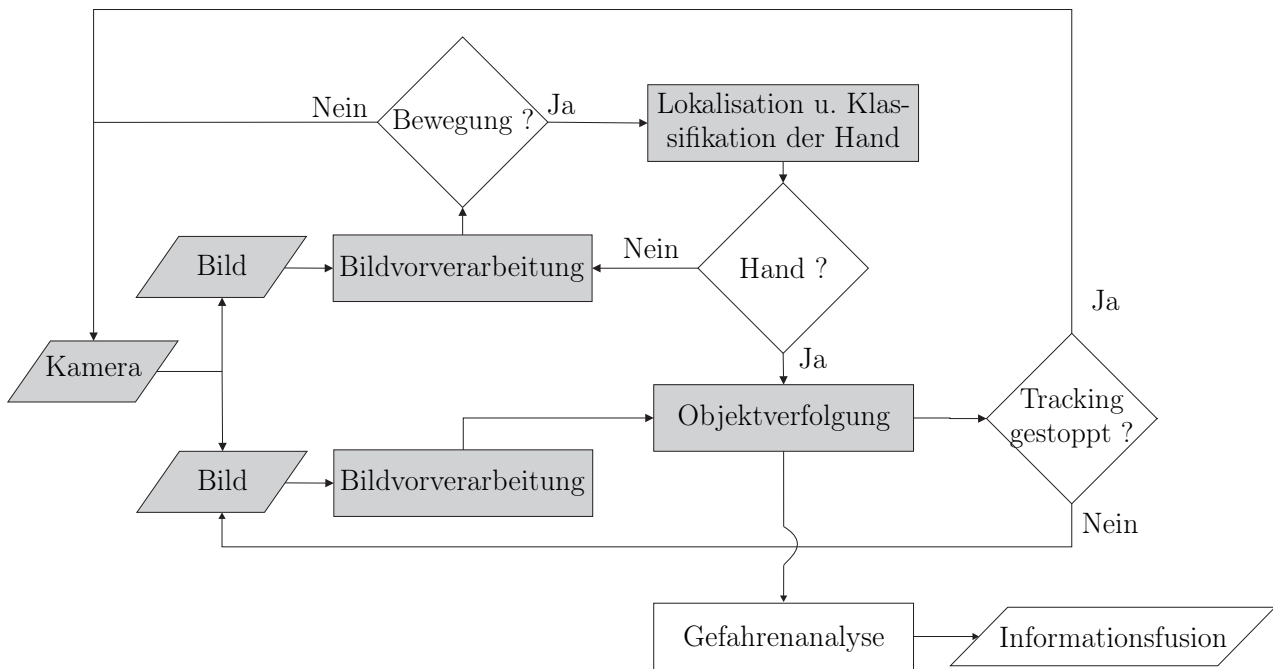 Nein
Bewegung ?
Ja
Lokalisation u. Klas-
sifikation der Hand
Bild
Bildvorverarbeitung
Nein
Hand ?
Ja
Kamera
Ja
Objektverfolgung
Tracking
gestoppt ?
Bild
Bildvorverarbeitung
Nein
Gefahrenanalyse
Informationsfusion